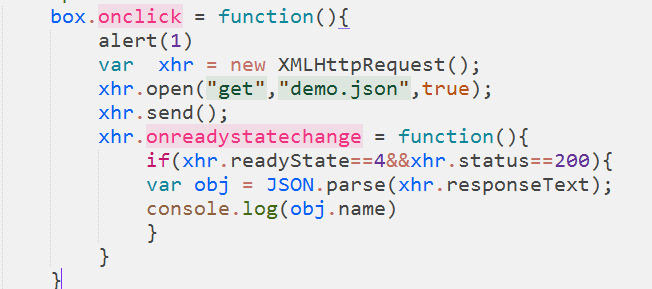 box.onclick = function(){
alert(1)
var  xhr = new XMLHttpRequest();
xhr.open("get","demo.json",true);
xhr.send();
xhr.onreadystatechange = function(){
if(xhr.readyState==4&&xhr.status==200){
var obj = JSON.parse(xhr.responseText);
console.log(obj.name)
}
}
}